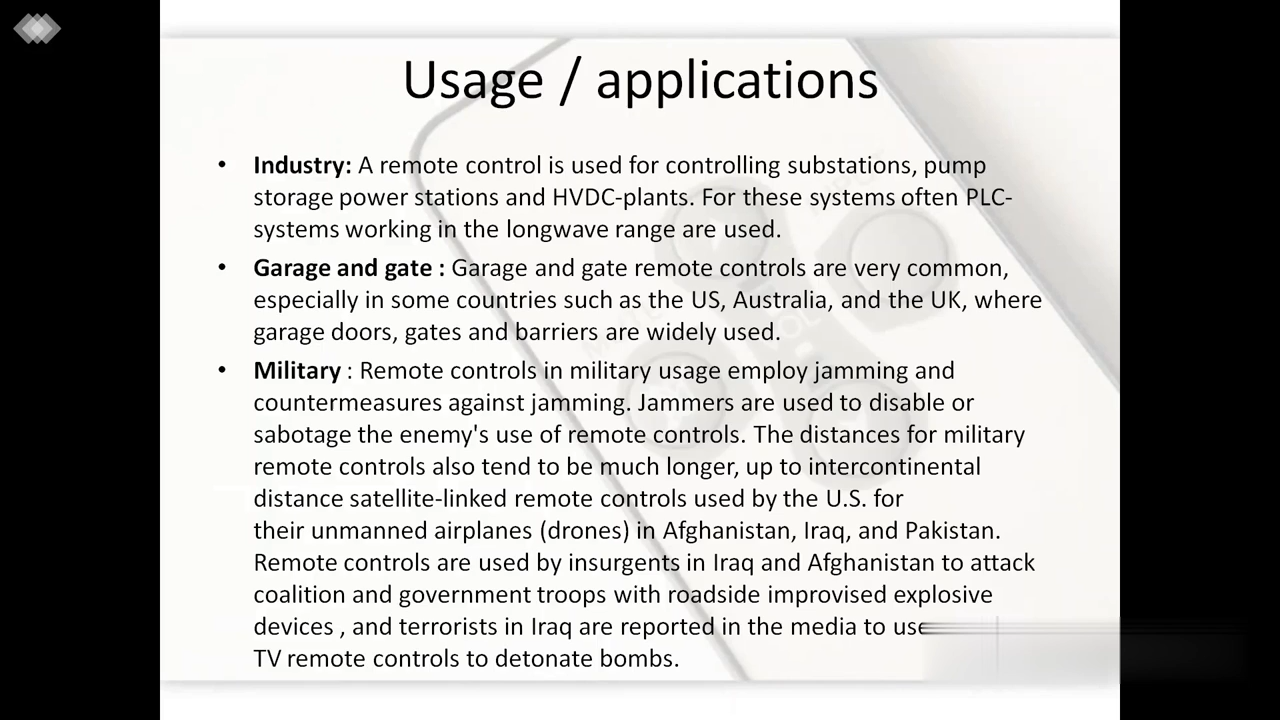 Usage / applications
• Industry: A remote control is used for controlling substations, pump
storage power stations and HVDC-plants. For these systems often PLC-
systems working in the longwave range are used.
• Garage and gate : Garage and gate remote controls are very common,
especially in some countries such as the US, Australia, and the UK, where
garage doors, gates and barriers are widely used.
• Military : Remote controls in military usage employ jamming and
countermeasures against jamming. Jammers are used to disable or
sabotage the enemy's use of remote controls. The distances for military
remote controls also tend to be much longer, up to intercontinental
distance satellite-linked remote controls used by the U.S. for
their unmanned airplanes (drones) in Afghanistan, Iraq, and Pakistan.
Remote controls are used by insurgents in Iraq and Afghanistan to attack
coalition and government troops with roadside improvised explosive
devices , and terrorists in Iraq are reported in the media to use
TV remote controls to detonate bombs.